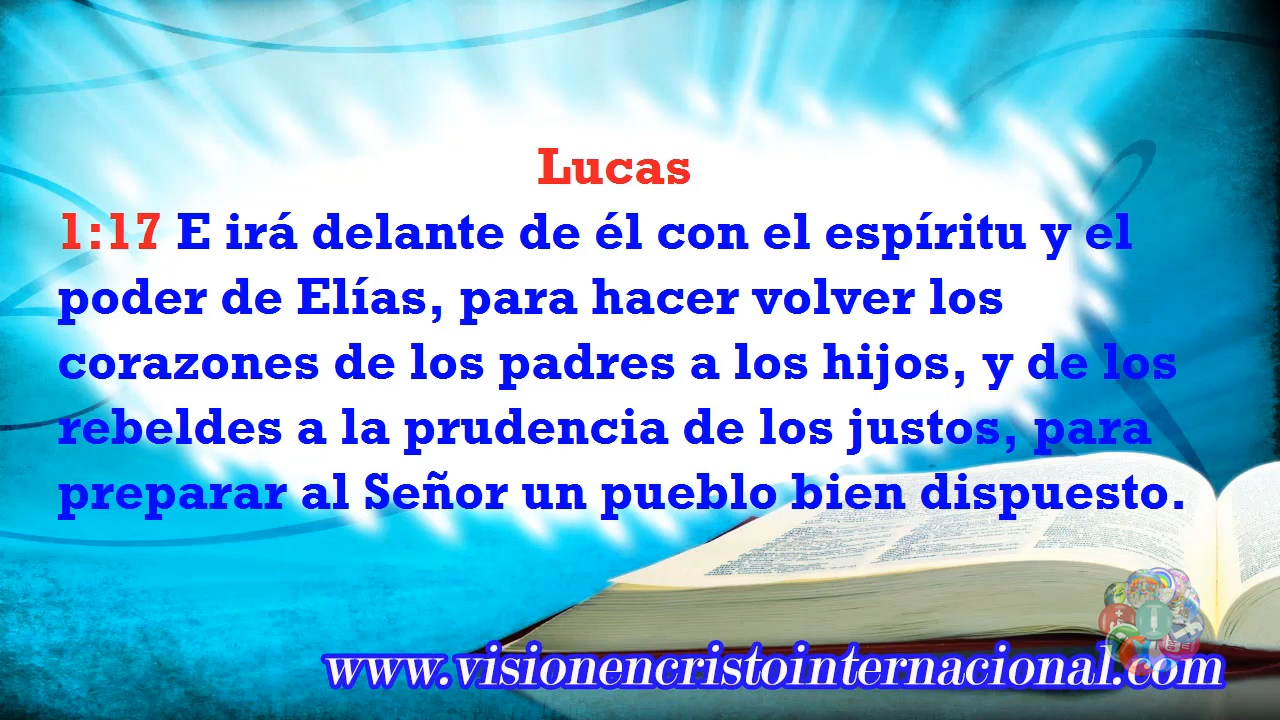 Lucas
1:17 E irá delante de él con el espíritu y el
poder de Elías, para hacer volver los
corazones de los padres a los hijos, y de los
rebeldes a la prudencia de los justos, para
preparar al Señor un pueblo bien dispuesto.
www.visionencristointernacional.com